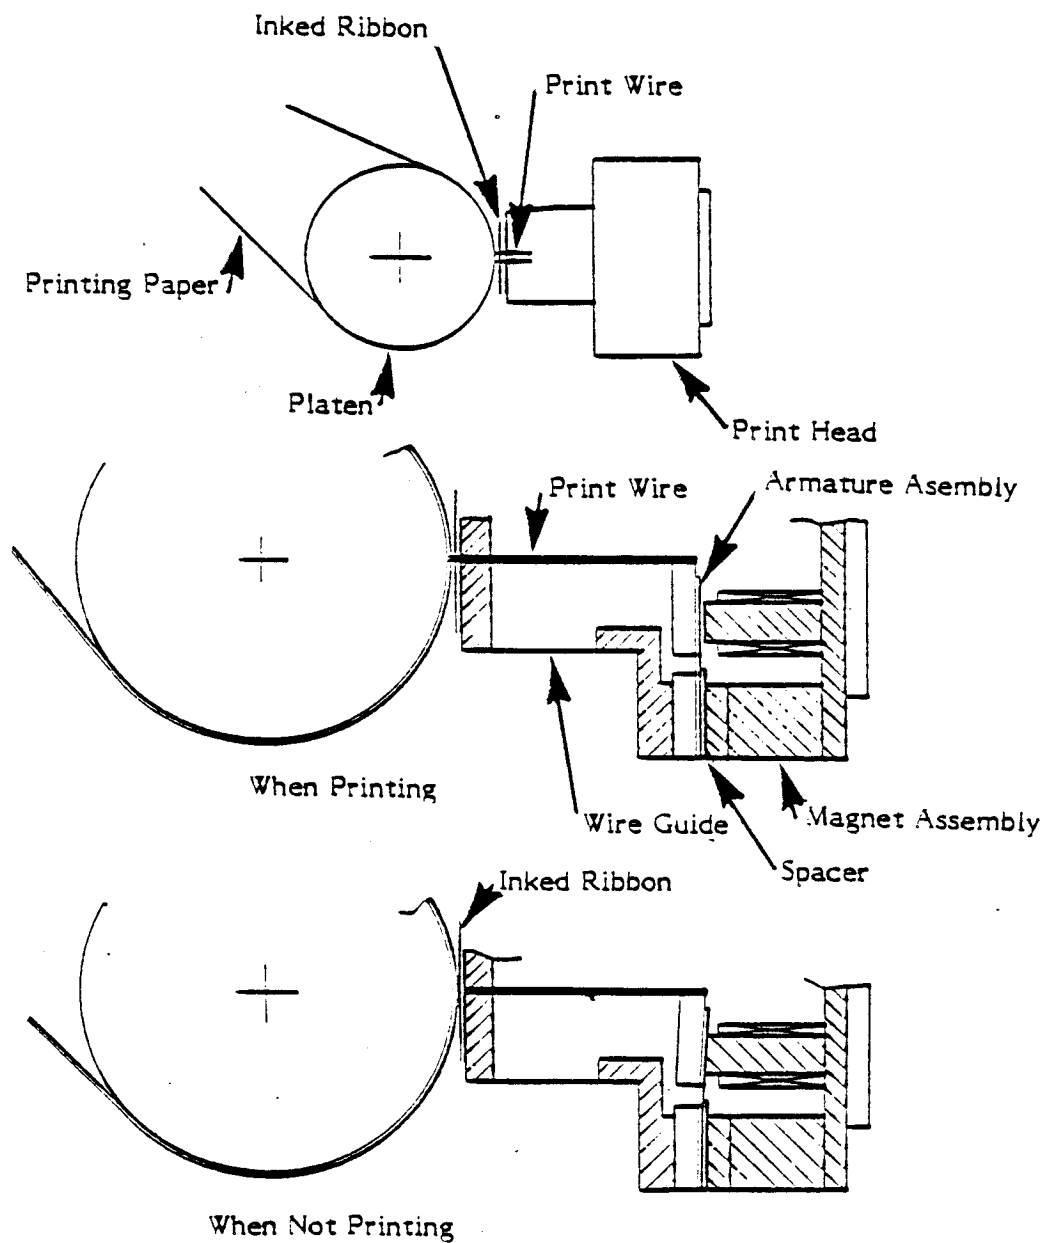 Inked Ribbon
Print Wire
Printing Paper
Platen
Print Head
Print Wire
Armature Asembly
When Printing
Wire Guide
Magnet Assembly
Spacer
Inked Ribbon
When Not Printing